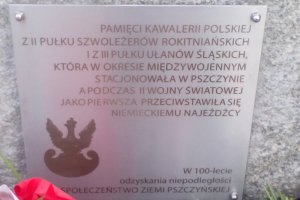 PAMIĘCI KAWALERII POLSKIEJ
Z II PUŁKU SZWOLEŻERÓW ROKITNIAŃSKICH
I Z III PUŁKU UŁANÓW ŚLĄSKICH,
KTÓRA W OKRESIE MIĘDZYWOJENNYM
STACJONOWAŁA W PSZCZYNIE
A PODCZAS II WOJNY ŚWIATOWEJ
JAKO PIERWSZA PRZECIWSTAWIŁA SIĘ
NIEMIECKIEMU NAJEŹDŹCY
W 100-lecie
odzyskania niepodległości
SPOŁECZEŃSTWO ZIEMI PSZCZYŃSKIEJ